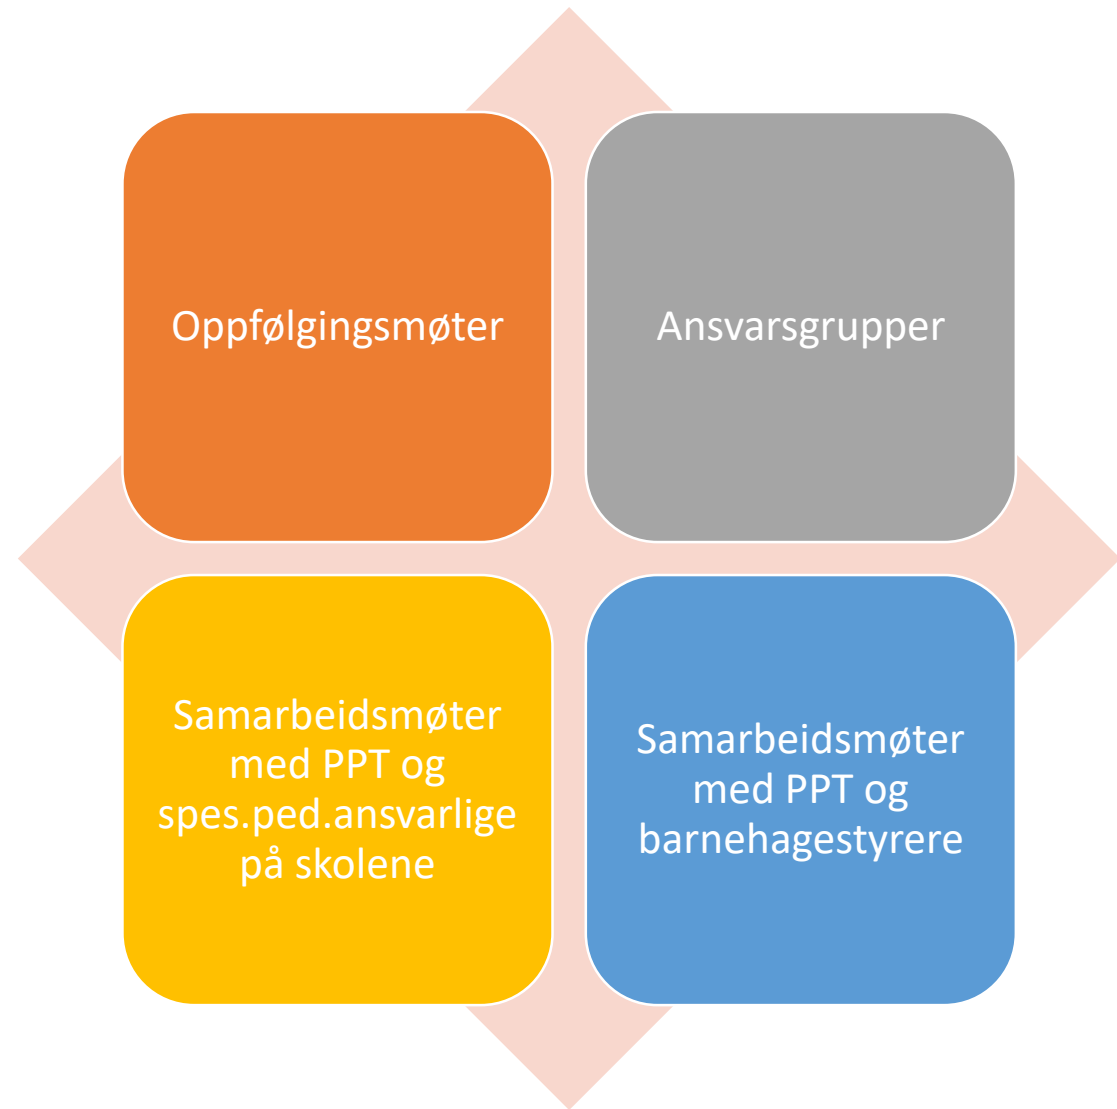 Oppfølgingsmøter
Ansvarsgrupper
Samarbeidsmøter
med PPT og
spes.ped.ansvarlige
på skolene
Samarbeidsmøter
med PPT og
barnehagestyrere